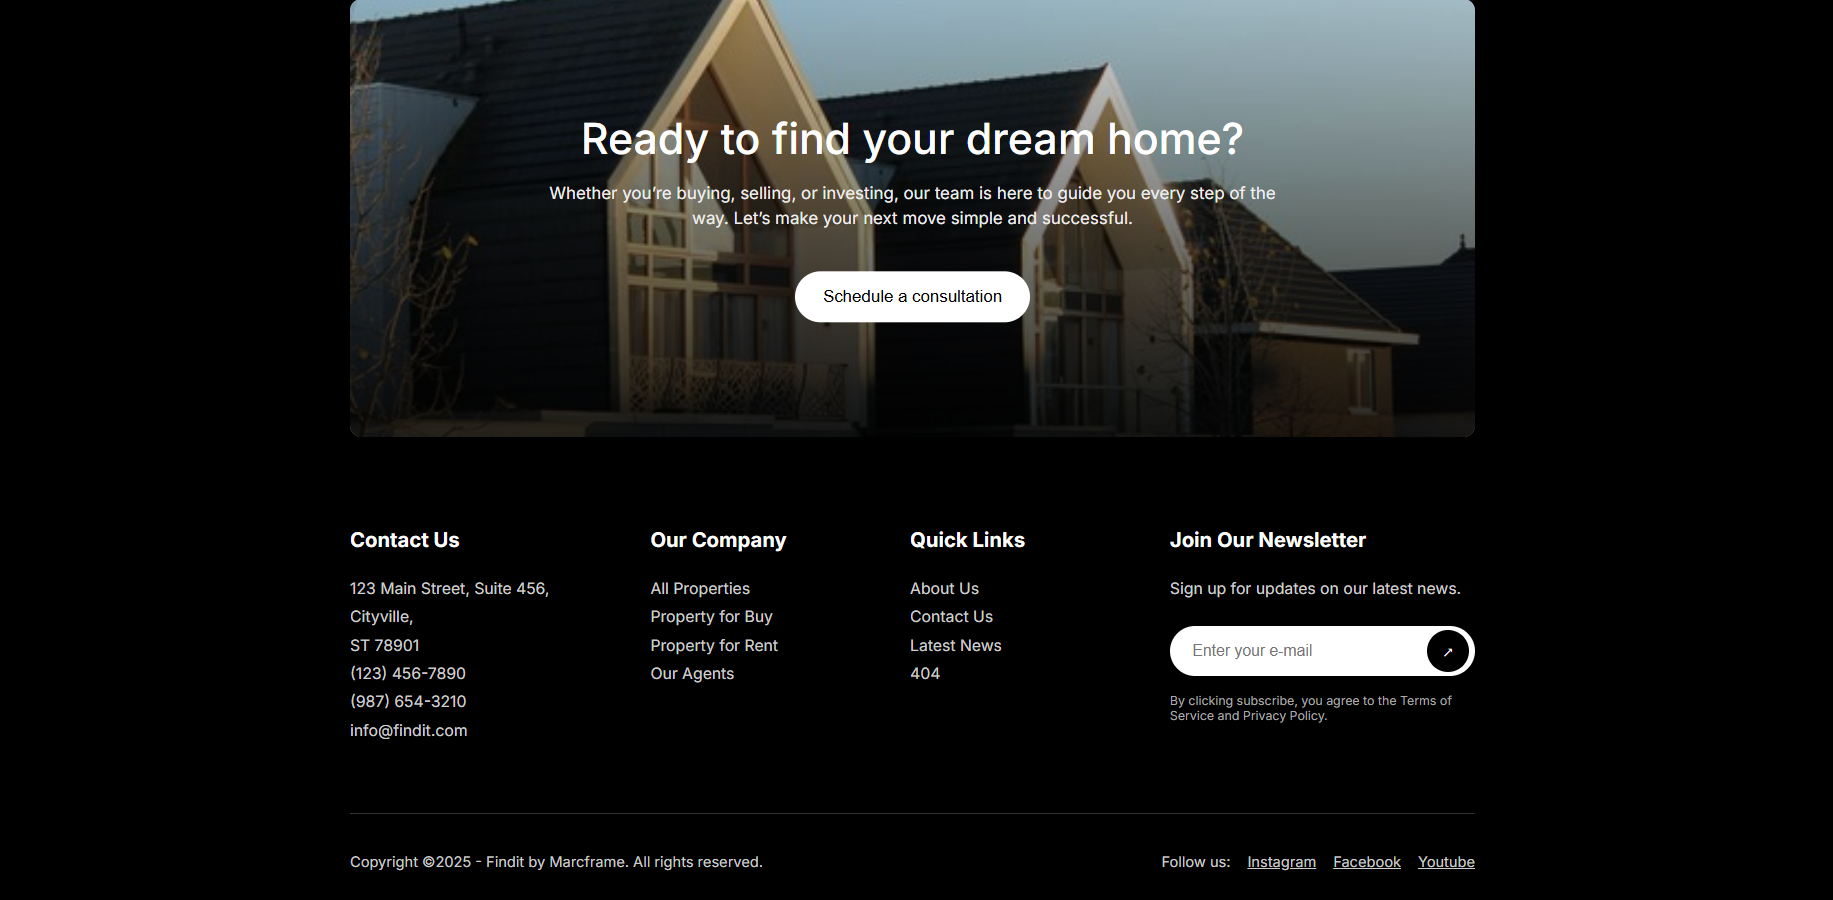 Ready to find your dream home?
Whether you’re buying, selling, or investing, our team is here to guide you every step of the
way. Let’s make your next move simple and successful.
Schedule a consultation
Contact Us
123 Main Street, Suite 456,
Cityville,
ST 78901
(123) 456-7890
(987) 654-3210
info@findit.com
Our Company
All Properties
Property for Buy
Property for Rent
Our Agents
Quick Links
About Us
Contact Us
Latest News
404
Join Our Newsletter
Sign up for updates on our latest news.
Enter your e-mail
By clicking subscribe, you agree to the Terms of
Service and Privacy Policy.
Copyright ©2025 - Findit by Marcframe. All rights reserved.
Follow us: Instagram Facebook Youtube